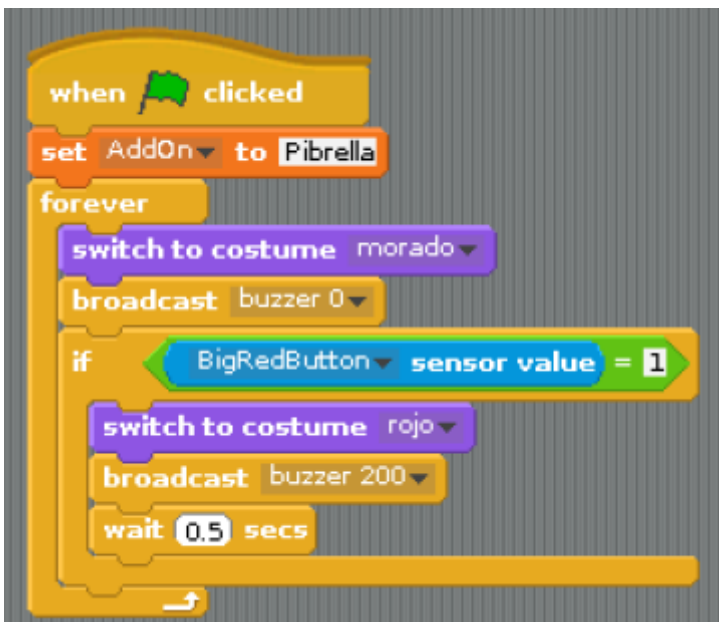 when clicked
set AddOn to Pibrella
forever
switch to costume morado
broadcast buzzer 0
if BigRedButton sensor value = 1
switch to costume rojo
broadcast buzzer 200
wait 0.5 secs